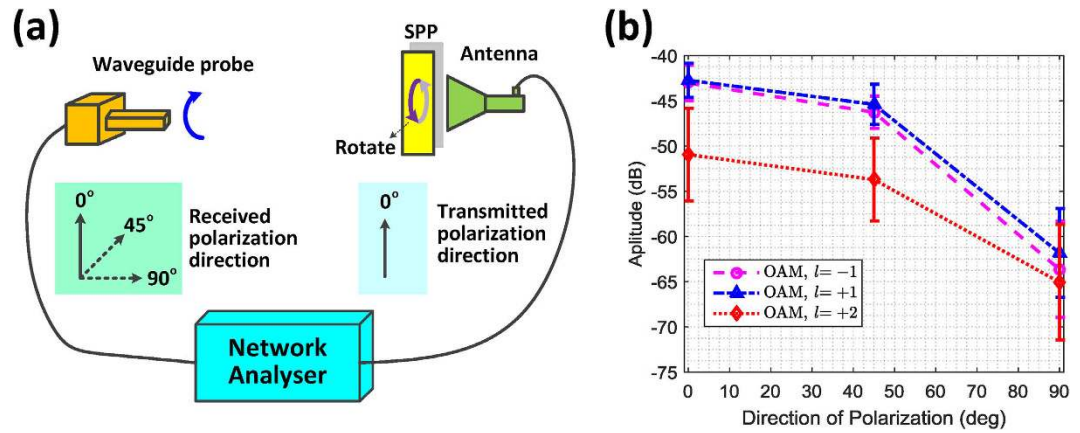 (a)
SPP
Antenna
Waveguide probe
Rotate
0°
45°
90°
Received
polarization
direction
0°
Transmitted
polarization
direction
Network
Analyser
(b)
-40
-45
-50
-55
-60
-65
-70
-75
Aplitude (dB)
OAM, l= −1
OAM, l= +1
OAM, l= +2
0 10 20 30 40 50 60 70 80 90
Direction of Polarization (deg)